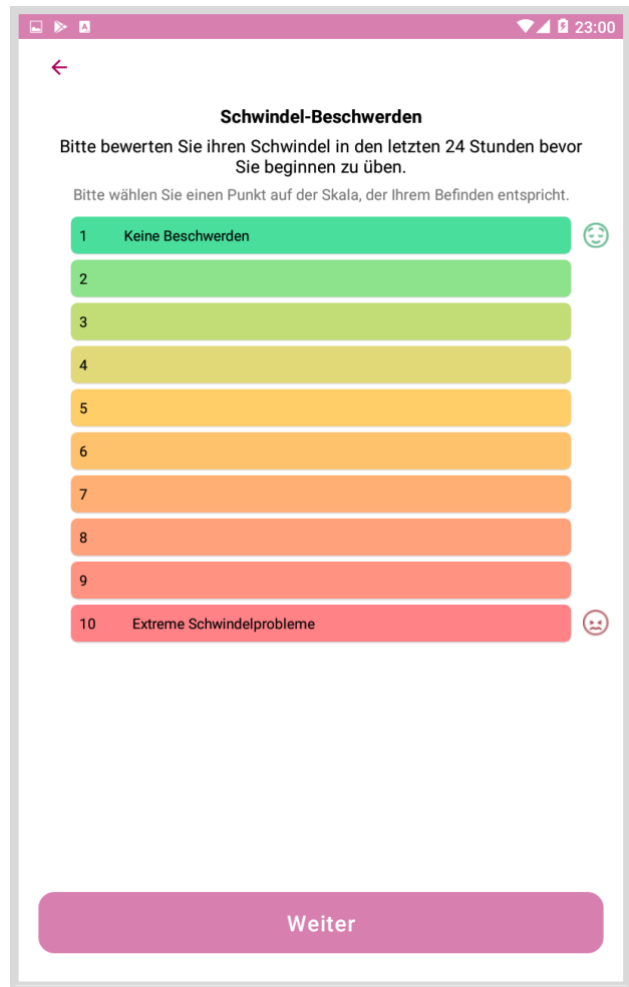 23:00
Schwindel-Beschwerden
Bitte bewerten Sie ihren Schwindel in den letzten 24 Stunden bevor
Sie beginnen zu üben.
Bitte wählen Sie einen Punkt auf der Skala, der Ihrem Befinden entspricht.
1 Keine Beschwerden
2
3
4
5
6
7
8
9
10 Extreme Schwindelprobleme
Weiter